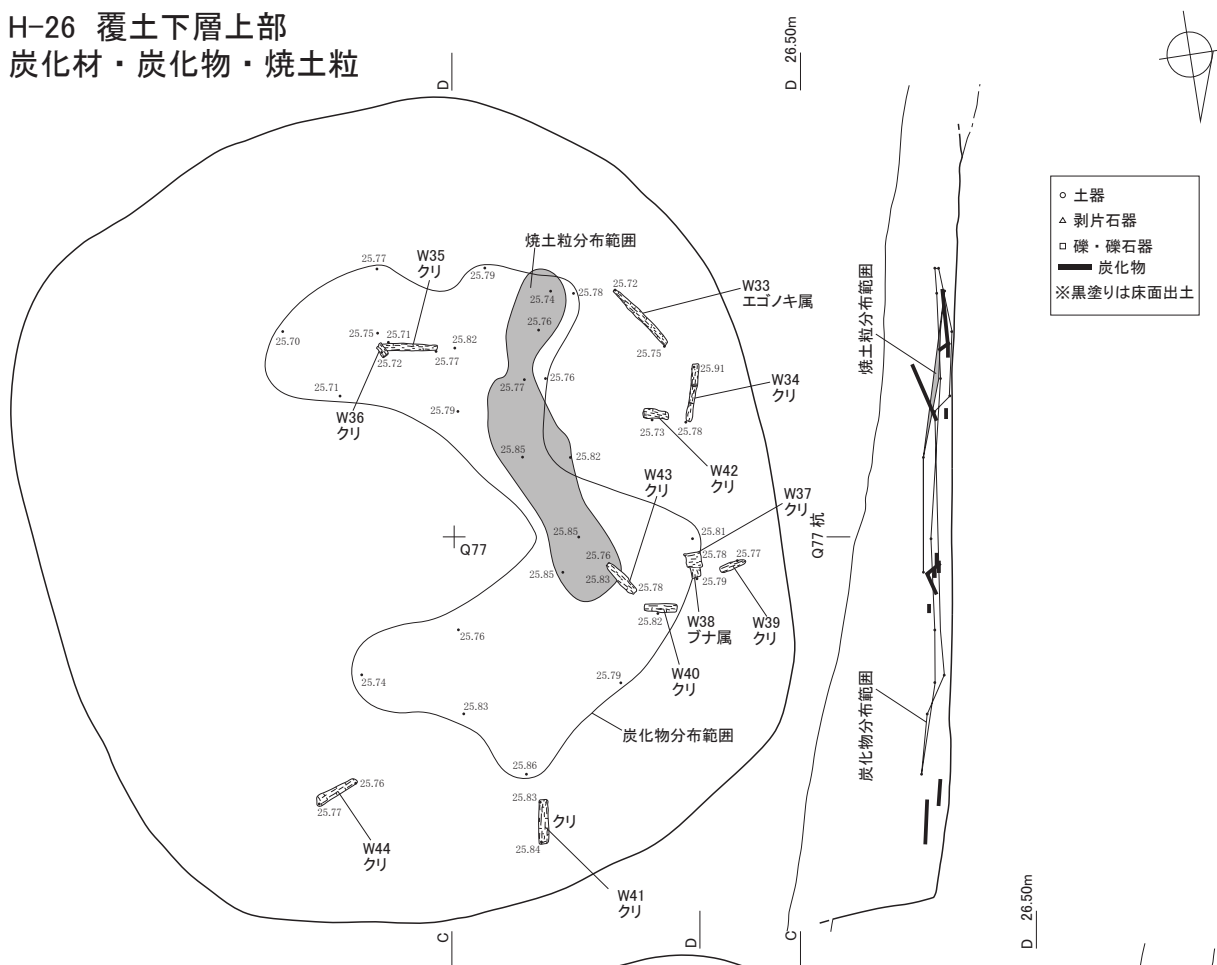 H-26 覆土下層上部
炭化材・炭化物・焼土粒
D
D 26.50m
○ 土器
△ 剥片石器
□ 礫・礫石器
炭化物
※黒塗りは床面出土
焼土粒分布範囲
W35
クリ
25.77
25.79
25.74
25.78
25.72
W33
エゴノキ属
25.76
25.70
25.75
25.71
25.82
25.72
25.77
25.75
焼土粒分布範囲
25.71
25.77
25.76
25.91
W34
クリ
W36
クリ
25.79
25.73
25.78
25.85
25.82
W43
クリ
W42
クリ
W37
クリ
Q77
25.85
25.81
Q77 杭
25.76
25.78
25.77
25.85
25.83
25.78
25.79
25.82
W38
ブナ属
W39
クリ
25.76
25.74
25.79
W40
クリ
25.83
炭化物分布範囲
炭化物分布範囲
25.86
25.76
25.77
25.83
クリ
25.84
W44
クリ
W41
クリ
C
D
C
D 26.50m